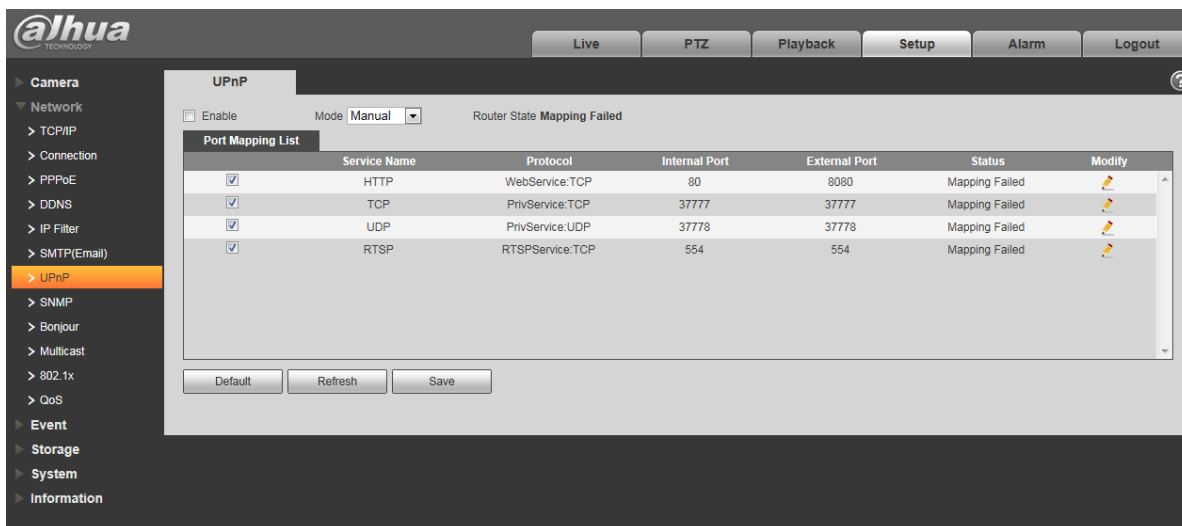 alhua
TECHNOLOGY
Live PTZ Playback Setup Alarm Logout
Camera
Network
> TCP/IP
> Connection
> PPPoE
> DDNS
> IP Filter
> SMTP(Email)
> UPnP
> SNMP
> Bonjour
> Multicast
> 802.1x
> QoS
Event
Storage
System
Information
UPnP
?
Enable Mode Manual Router State Mapping Failed
Port Mapping List
Service Name Protocol Internal Port External Port Status Modify
HTTP WebService:TCP 80 8080 Mapping Failed
TCP PrivService:TCP 37777 37777 Mapping Failed
UDP PrivService:UDP 37778 37778 Mapping Failed
RTSP RTSPService:TCP 554 554 Mapping Failed
Default Refresh Save